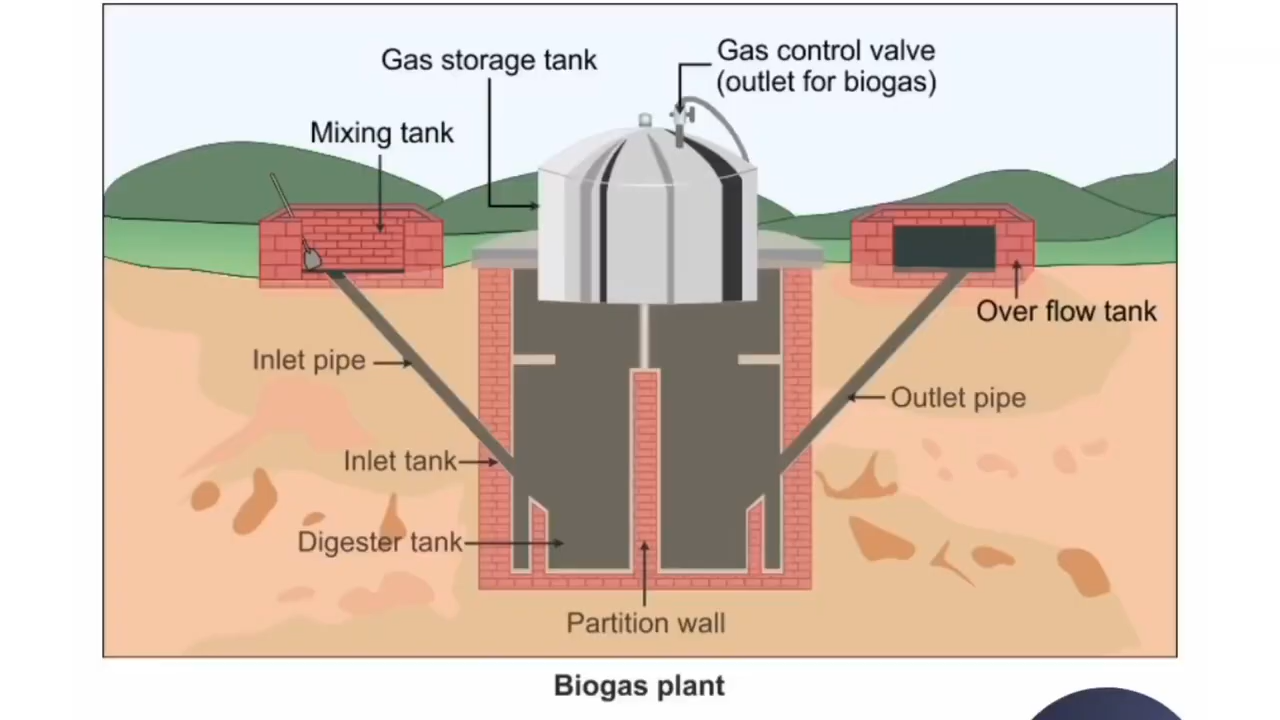 Gas storage tank
Gas control valve
(outlet for biogas)
Mixing tank
Over flow tank
Inlet pipe
Outlet pipe
Inlet tank
Digester tank
Partition wall
Biogas plant